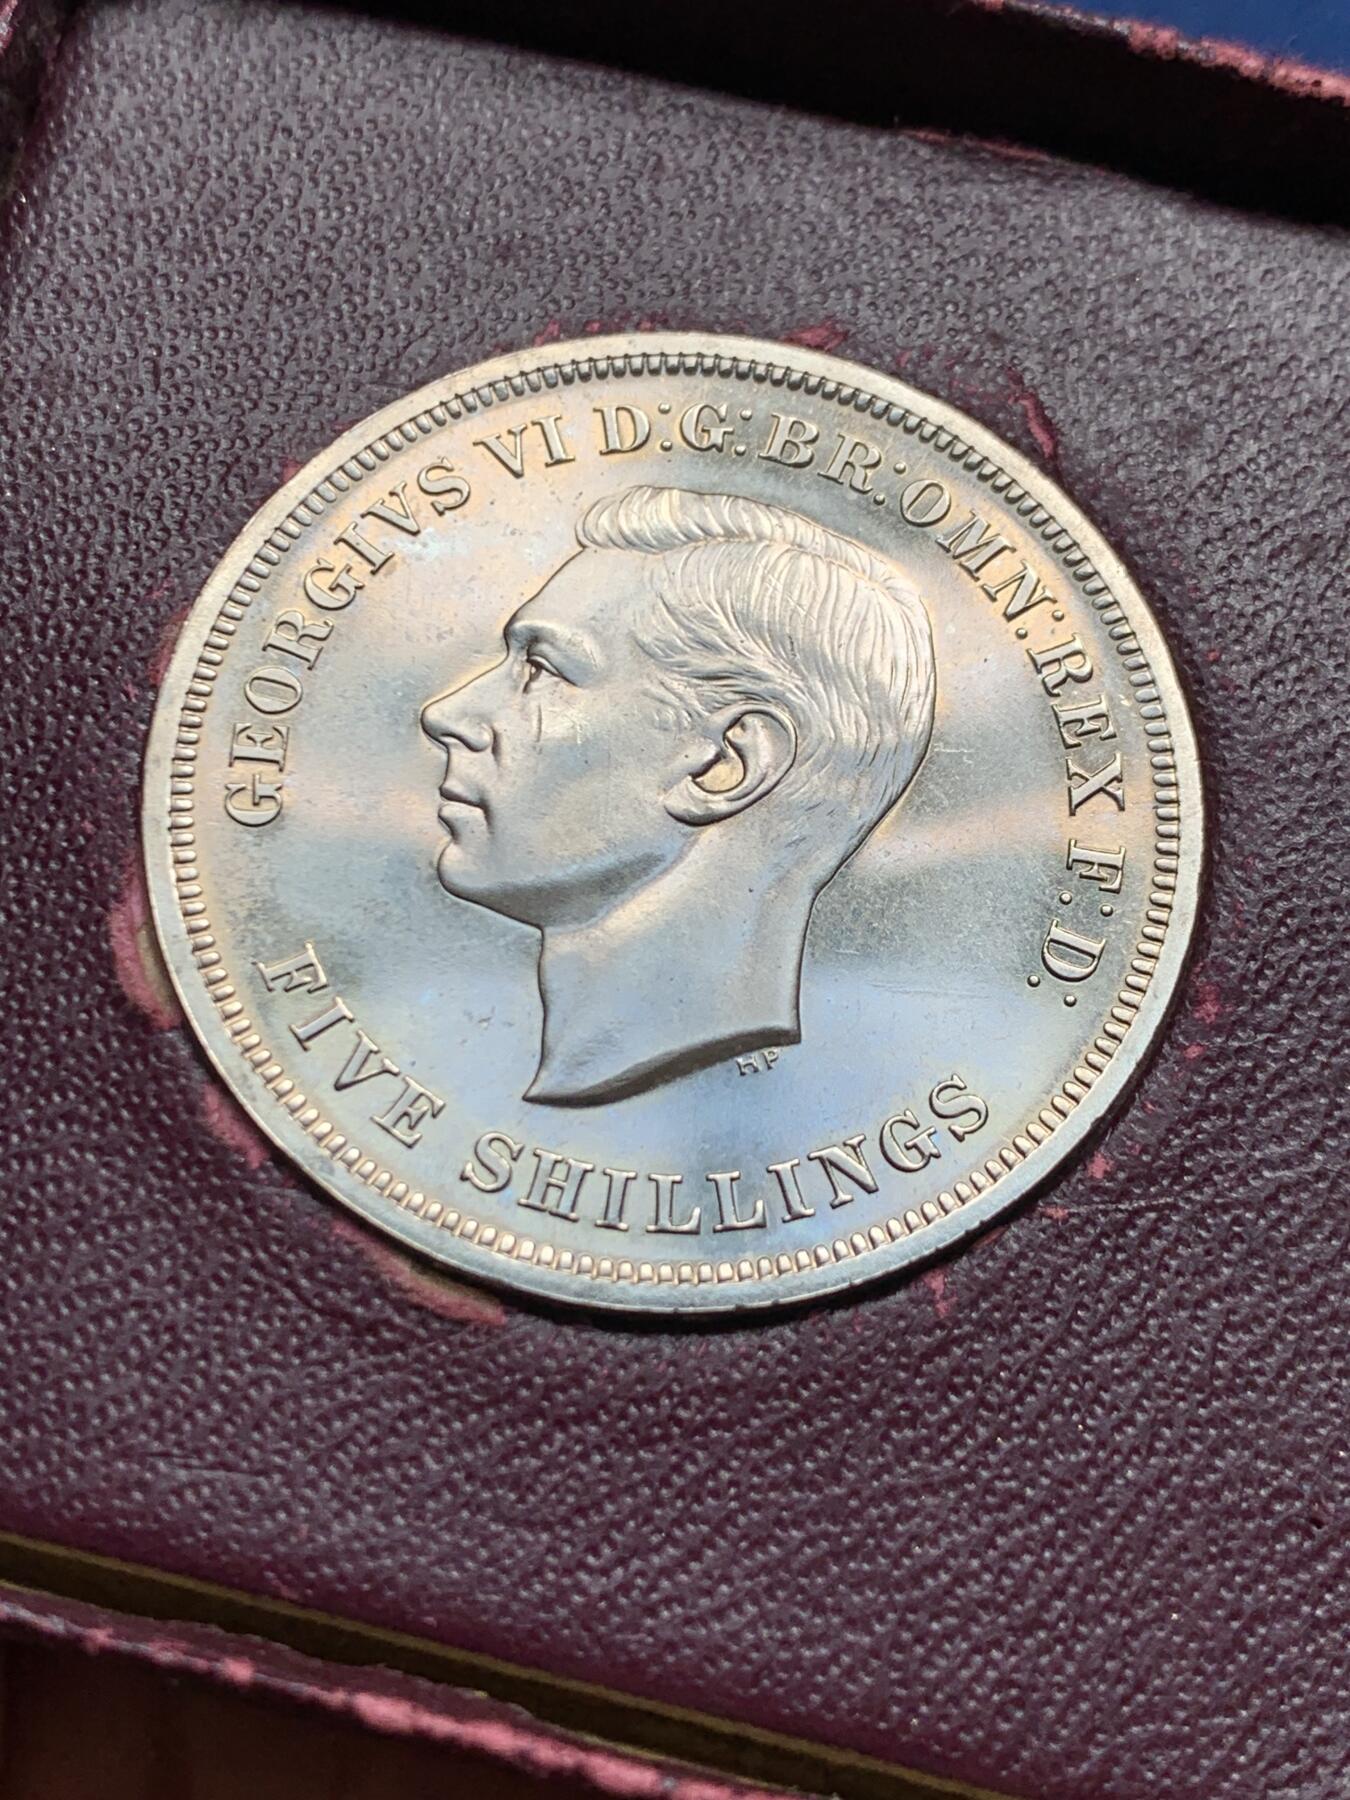 GEORGIVS VI D:G:BR:OMN:REX F:D:
HP
FIVE SHILLINGS